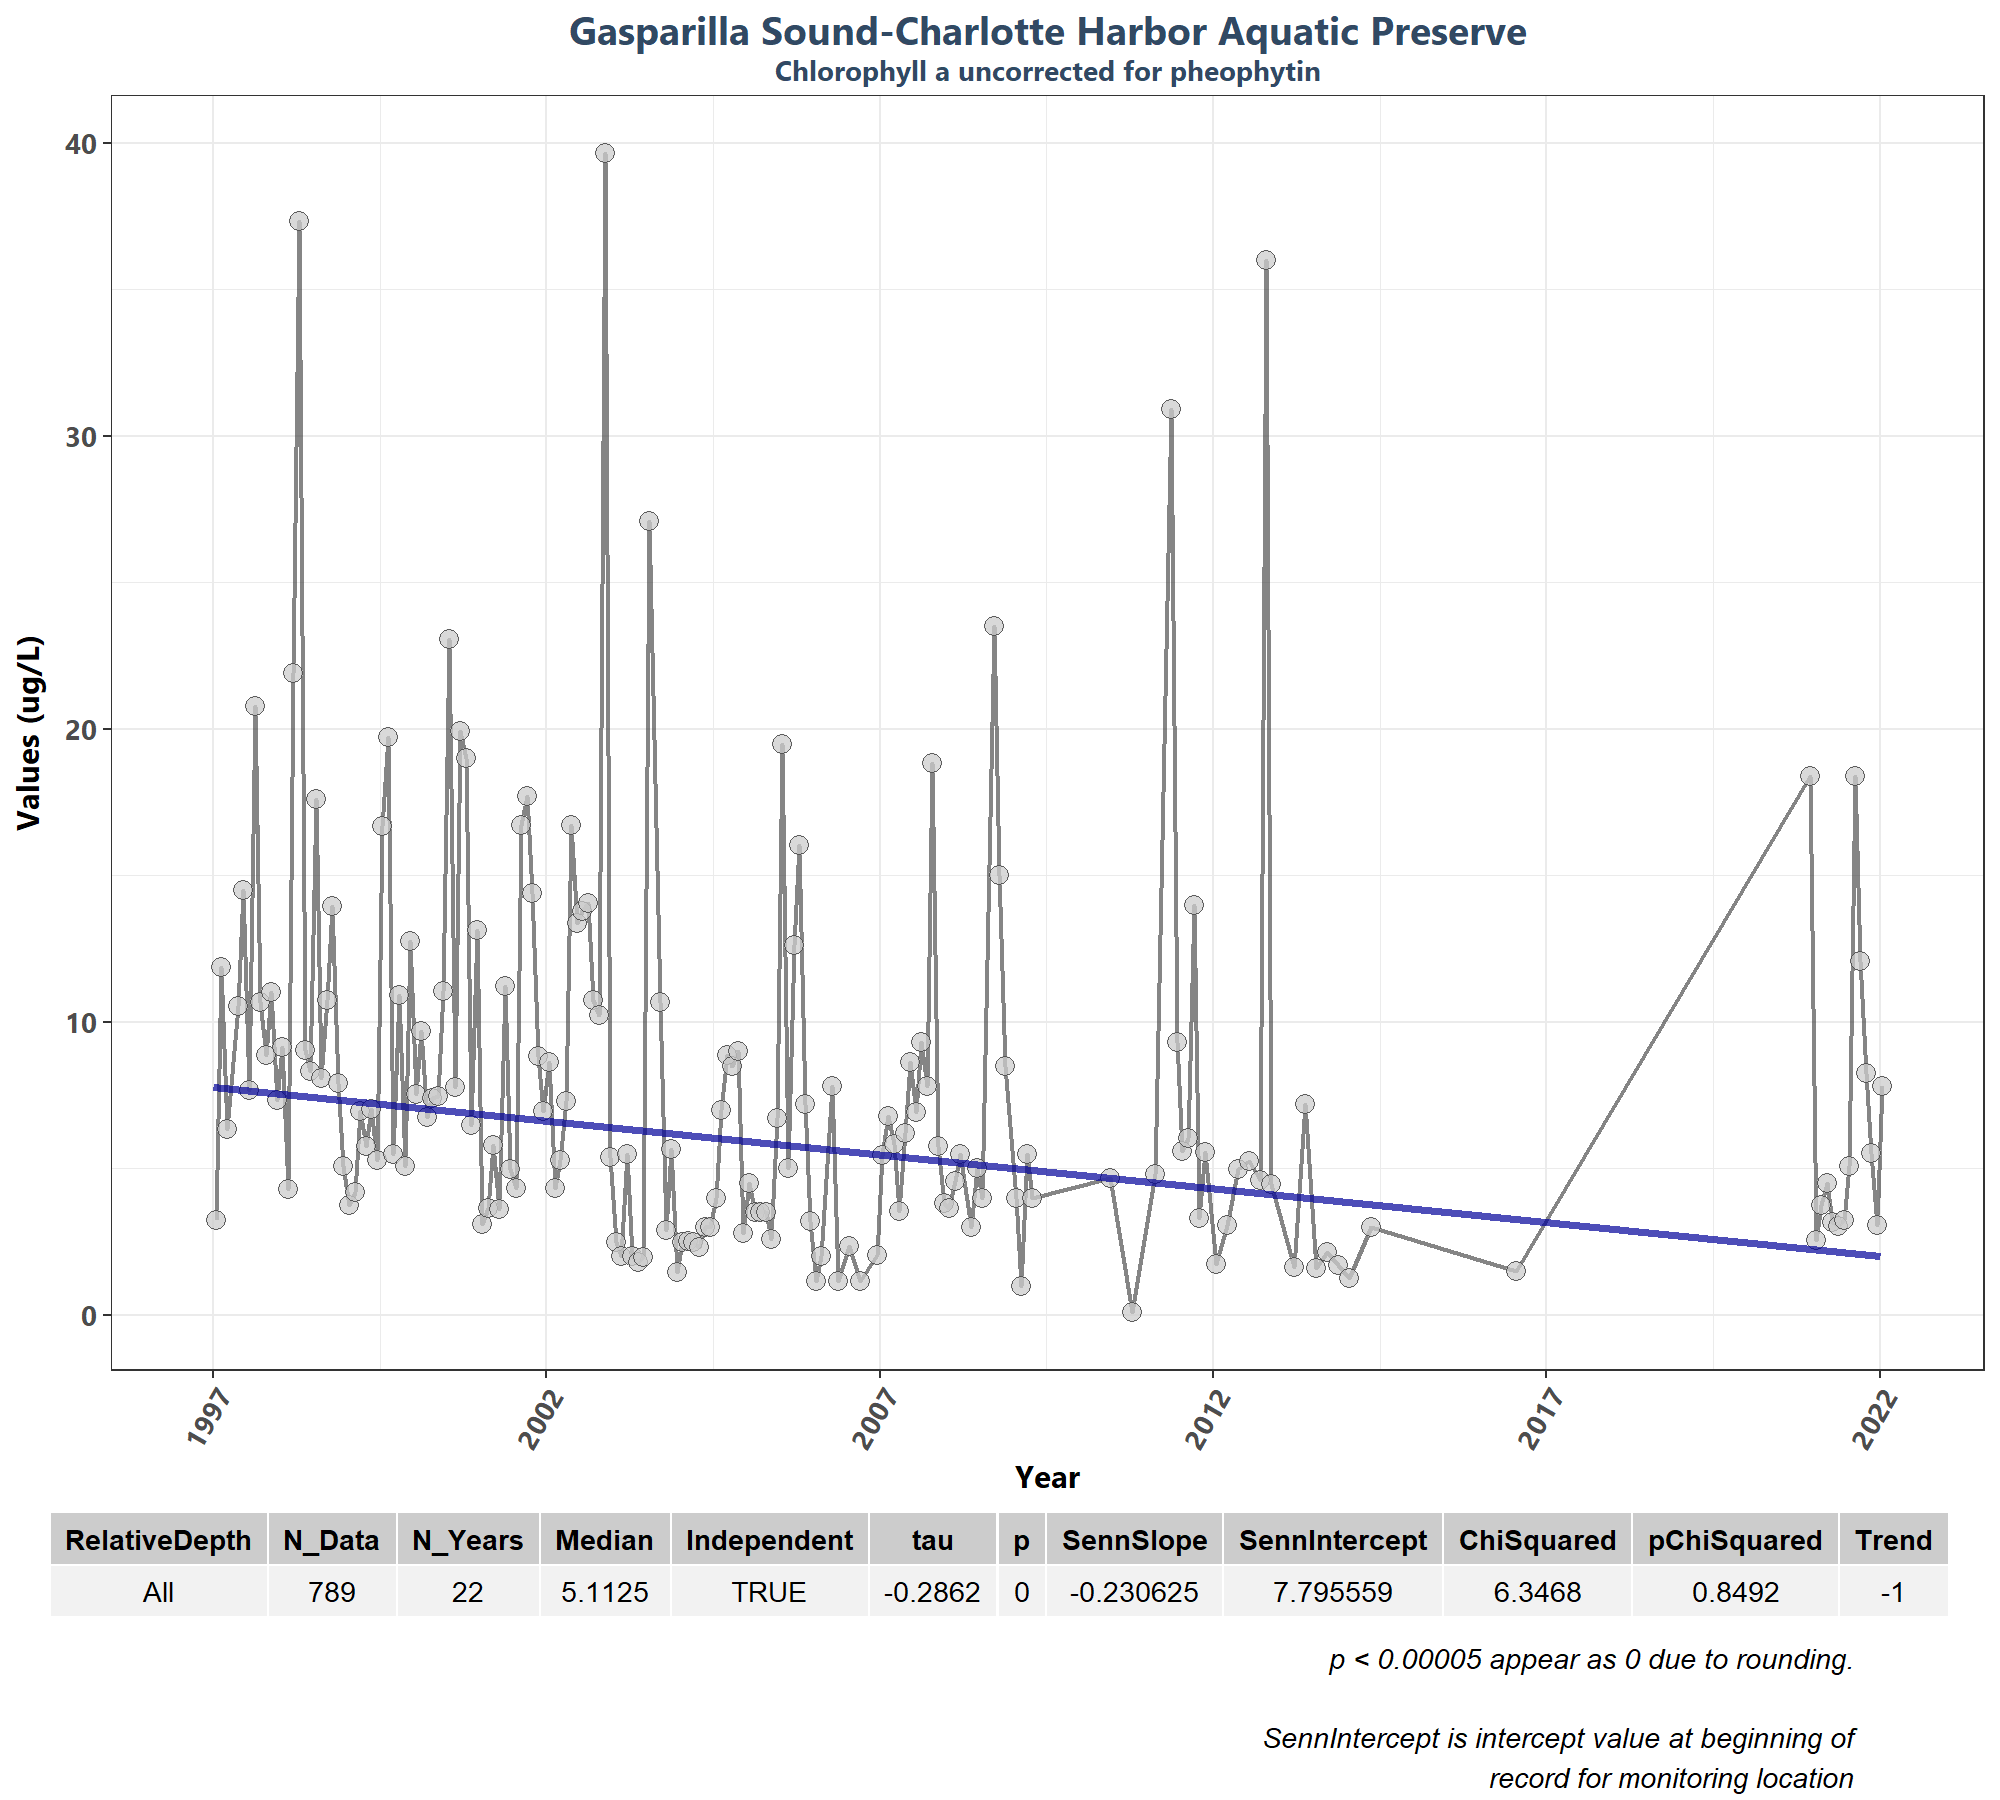 Gasparilla Sound-Charlotte Harbor Aquatic Preserve
Chlorophyll a uncorrected for pheophytin
Values (ug/L)
40
30
20
10
0
1997 2002 2007 2012 2017 2022
Year
RelativeDepth N_Data N_Years Median Independent tau p SennSlope SennIntercept ChiSquared pChiSquared Trend
All 789 22 5.1125 TRUE -0.2862 0 -0.230625 7.795559 6.3468 0.8492 -1
p < 0.00005 appear as 0 due to rounding.
SennIntercept is intercept value at beginning of
record for monitoring location